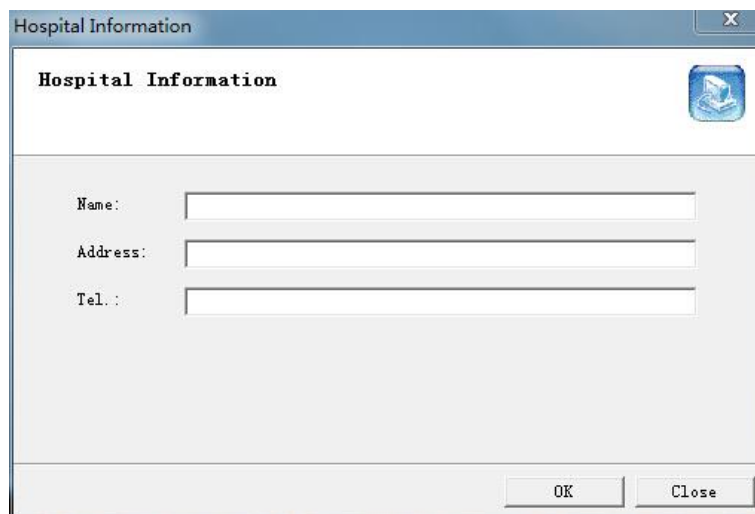 Hospital Information
Hospital Information
Name:
Address:
Tel.:
OK Close